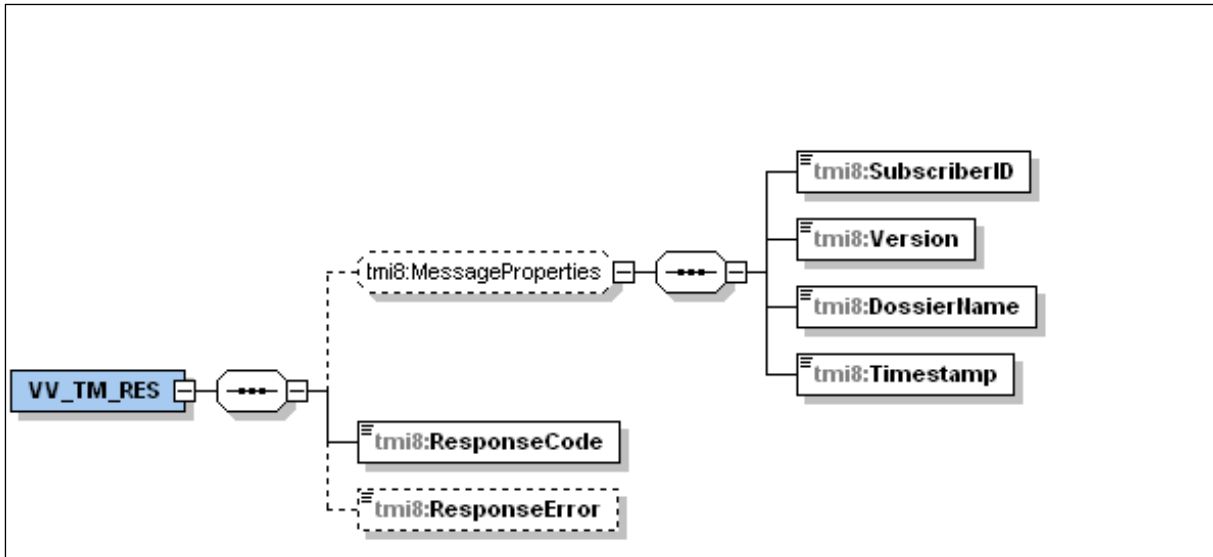 tmi8:SubscriberID
tmi8:Version
tmi8:MessageProperties
tmi8:DossierName
tmi8:Timestamp
VV_TM_RES
tmi8:ResponseCode
tmi8:ResponseError